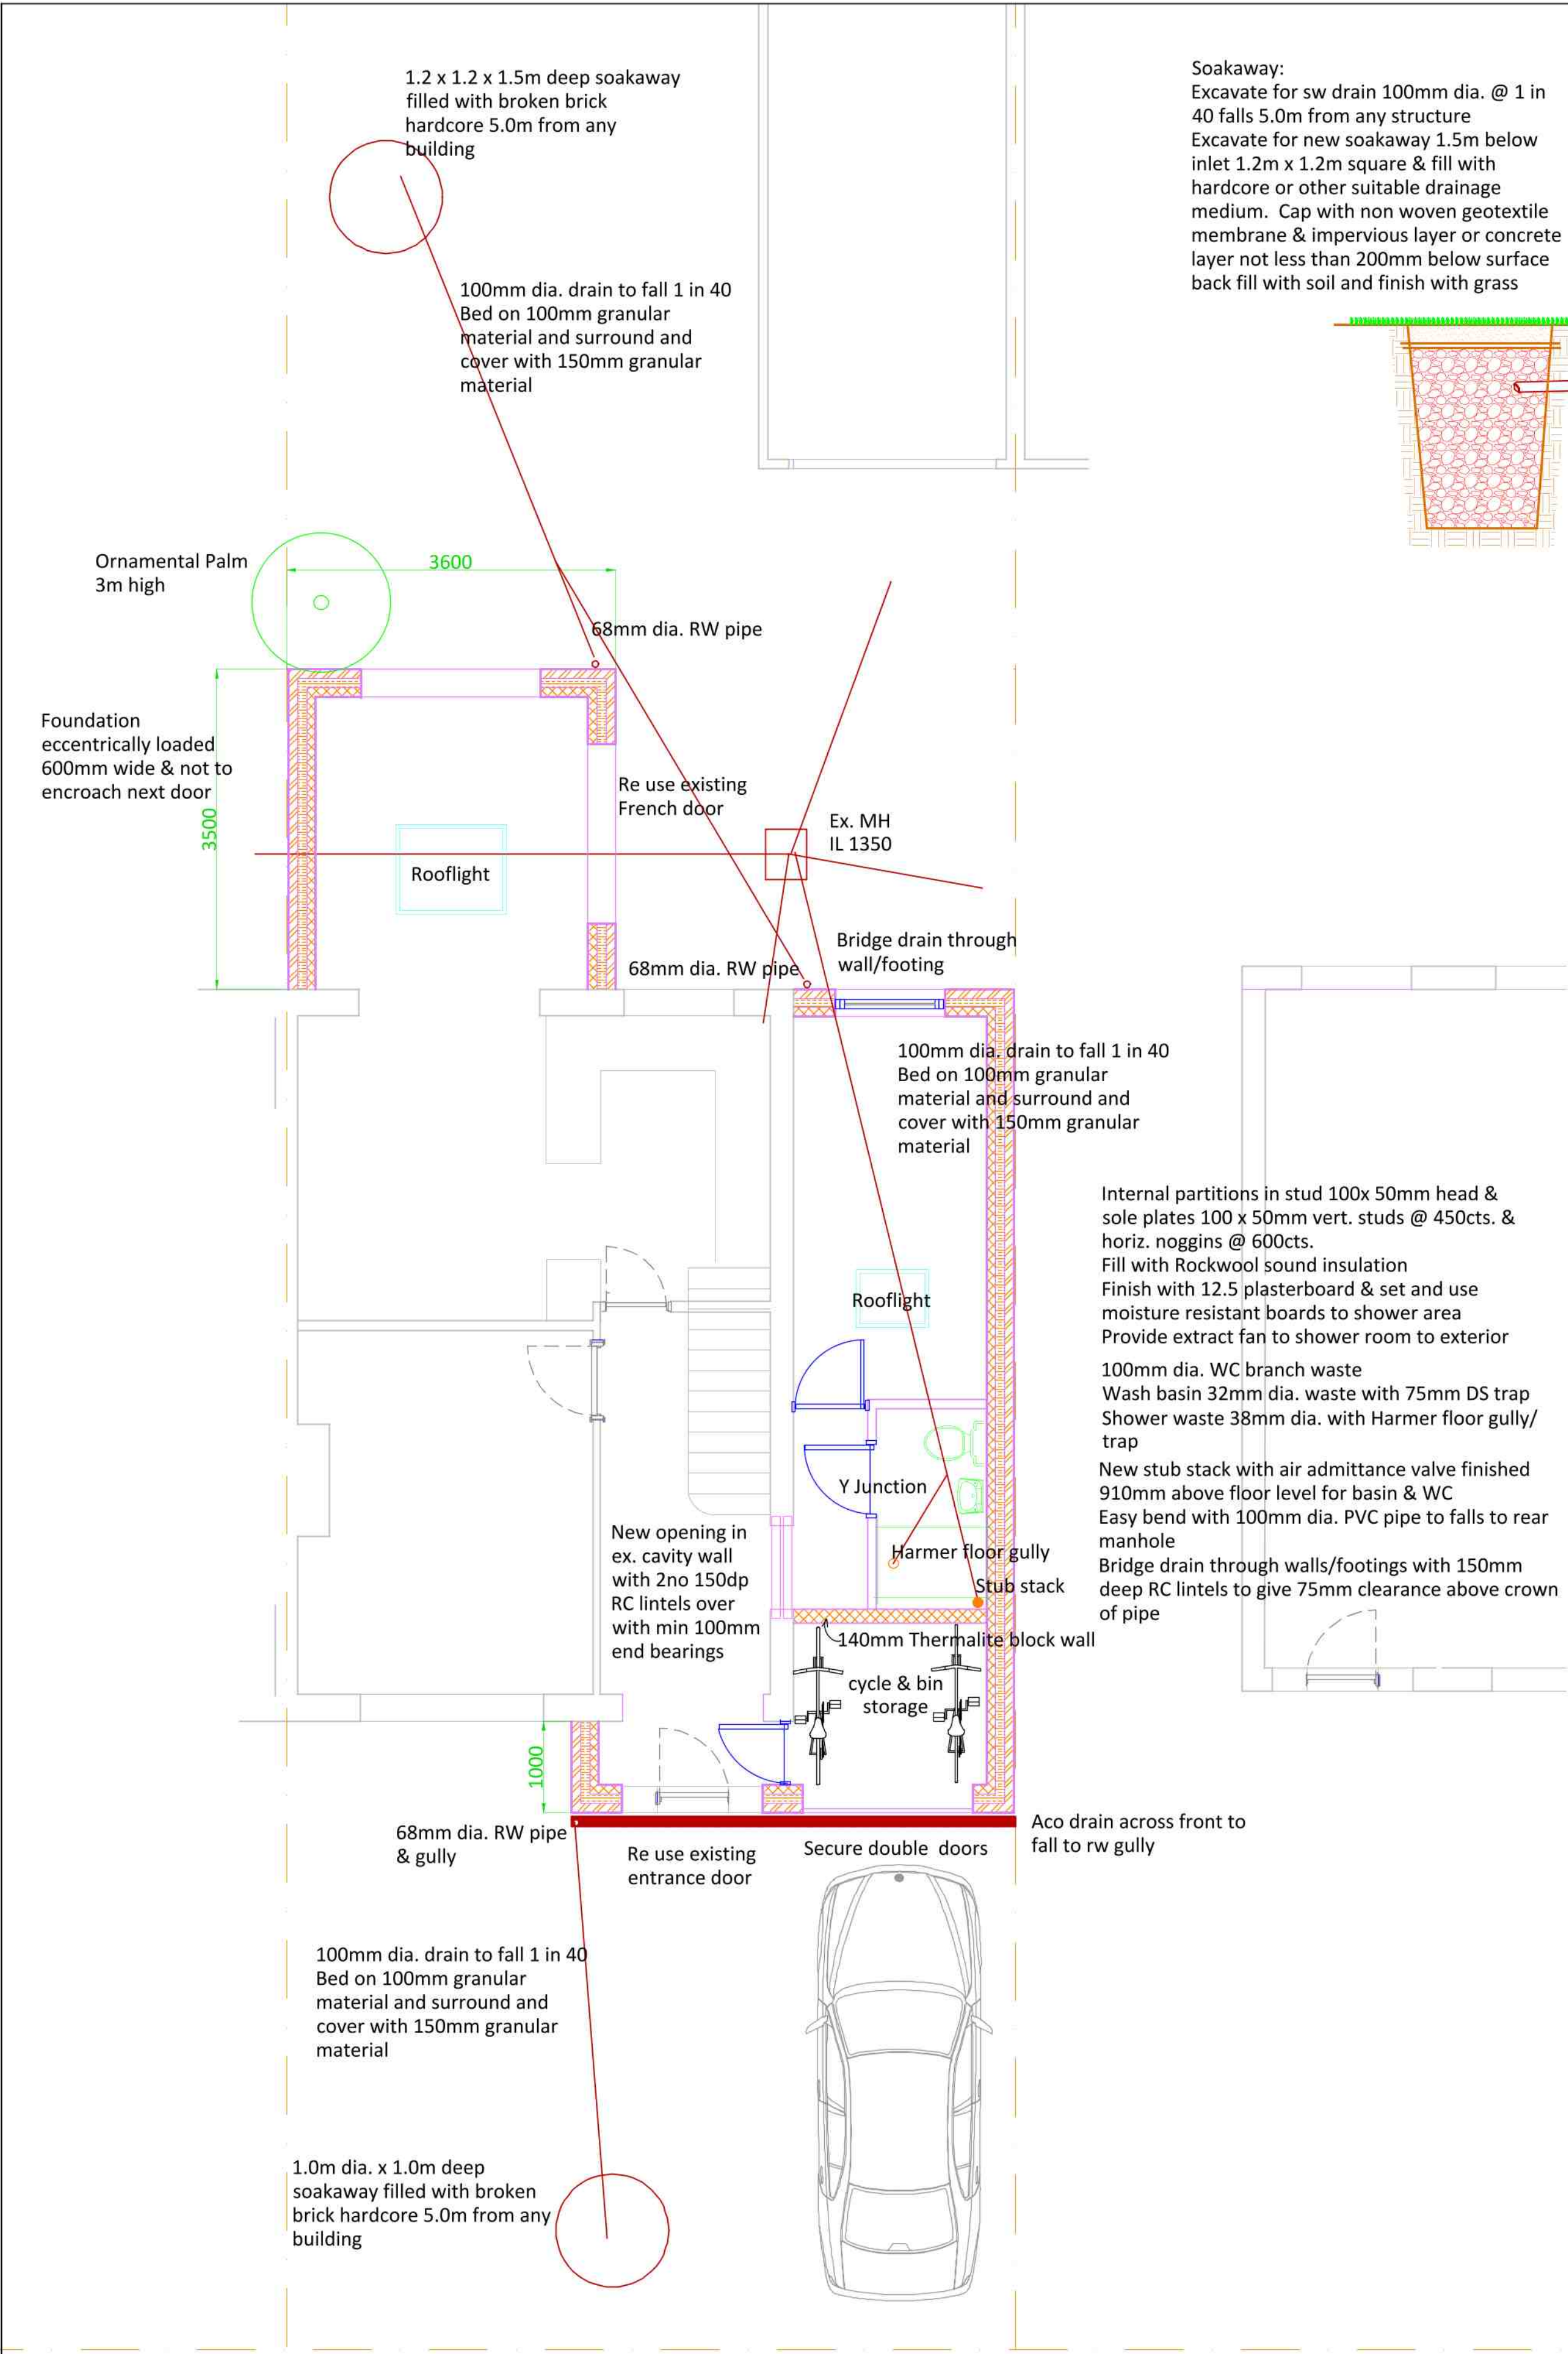 1.2 x 1.2 x 1.5m deep soakaway
filled with broken brick
hardcore 5.0m from any
building
Soakaway:
Excavate for sw drain 100mm dia. @ 1 in
40 falls 5.0m from any structure
Excavate for new soakaway 1.5m below
inlet 1.2m x 1.2m square & fill with
hardcore or other suitable drainage
medium.  Cap with non woven geotextile
membrane & impervious layer or concrete
layer not less than 200mm below surface
back fill with soil and finish with grass
100mm dia. drain to fall 1 in 40
Bed on 100mm granular
material and surround and
cover with 150mm granular
material
Ornamental Palm
3m high
3600
68mm dia. RW pipe
Foundation
eccentrically loaded
600mm wide & not to
encroach next door
3500
Re use existing
French door
Ex. MH
IL 1350
Rooflight
Bridge drain through
wall/footing
68mm dia. RW pipe
100mm dia. drain to fall 1 in 40
Bed on 100mm granular
material and surround and
cover with 150mm granular
material
Internal partitions in stud 100x 50mm head &
sole plates 100 x 50mm vert. studs @ 450cts. &
horiz. noggins @ 600cts.
Fill with Rockwool sound insulation
Finish with 12.5 plasterboard & set and use
moisture resistant boards to shower area
Provide extract fan to shower room to exterior
Rooflight
100mm dia. WC branch waste
Wash basin 32mm dia. waste with 75mm DS trap
Shower waste 38mm dia. with Harmer floor gully/
trap
New stub stack with air admittance valve finished
910mm above floor level for basin & WC
Easy bend with 100mm dia. PVC pipe to falls to rear
manhole
Bridge drain through walls/footings with 150mm
deep RC lintels to give 75mm clearance above crown
of pipe
Y Junction
New opening in
ex. cavity wall
with 2no 150dp
RC lintels over
with min 100mm
end bearings
Harmer floor gully
Stub stack
140mm Thermalite block wall
cycle & bin
storage
1000
68mm dia. RW pipe
& gully
Re use existing
entrance door
Secure double  doors
Aco drain across front to
fall to rw gully
100mm dia. drain to fall 1 in 40
Bed on 100mm granular
material and surround and
cover with 150mm granular
material
1.0m dia. x 1.0m deep
soakaway filled with broken
brick hardcore 5.0m from any
building